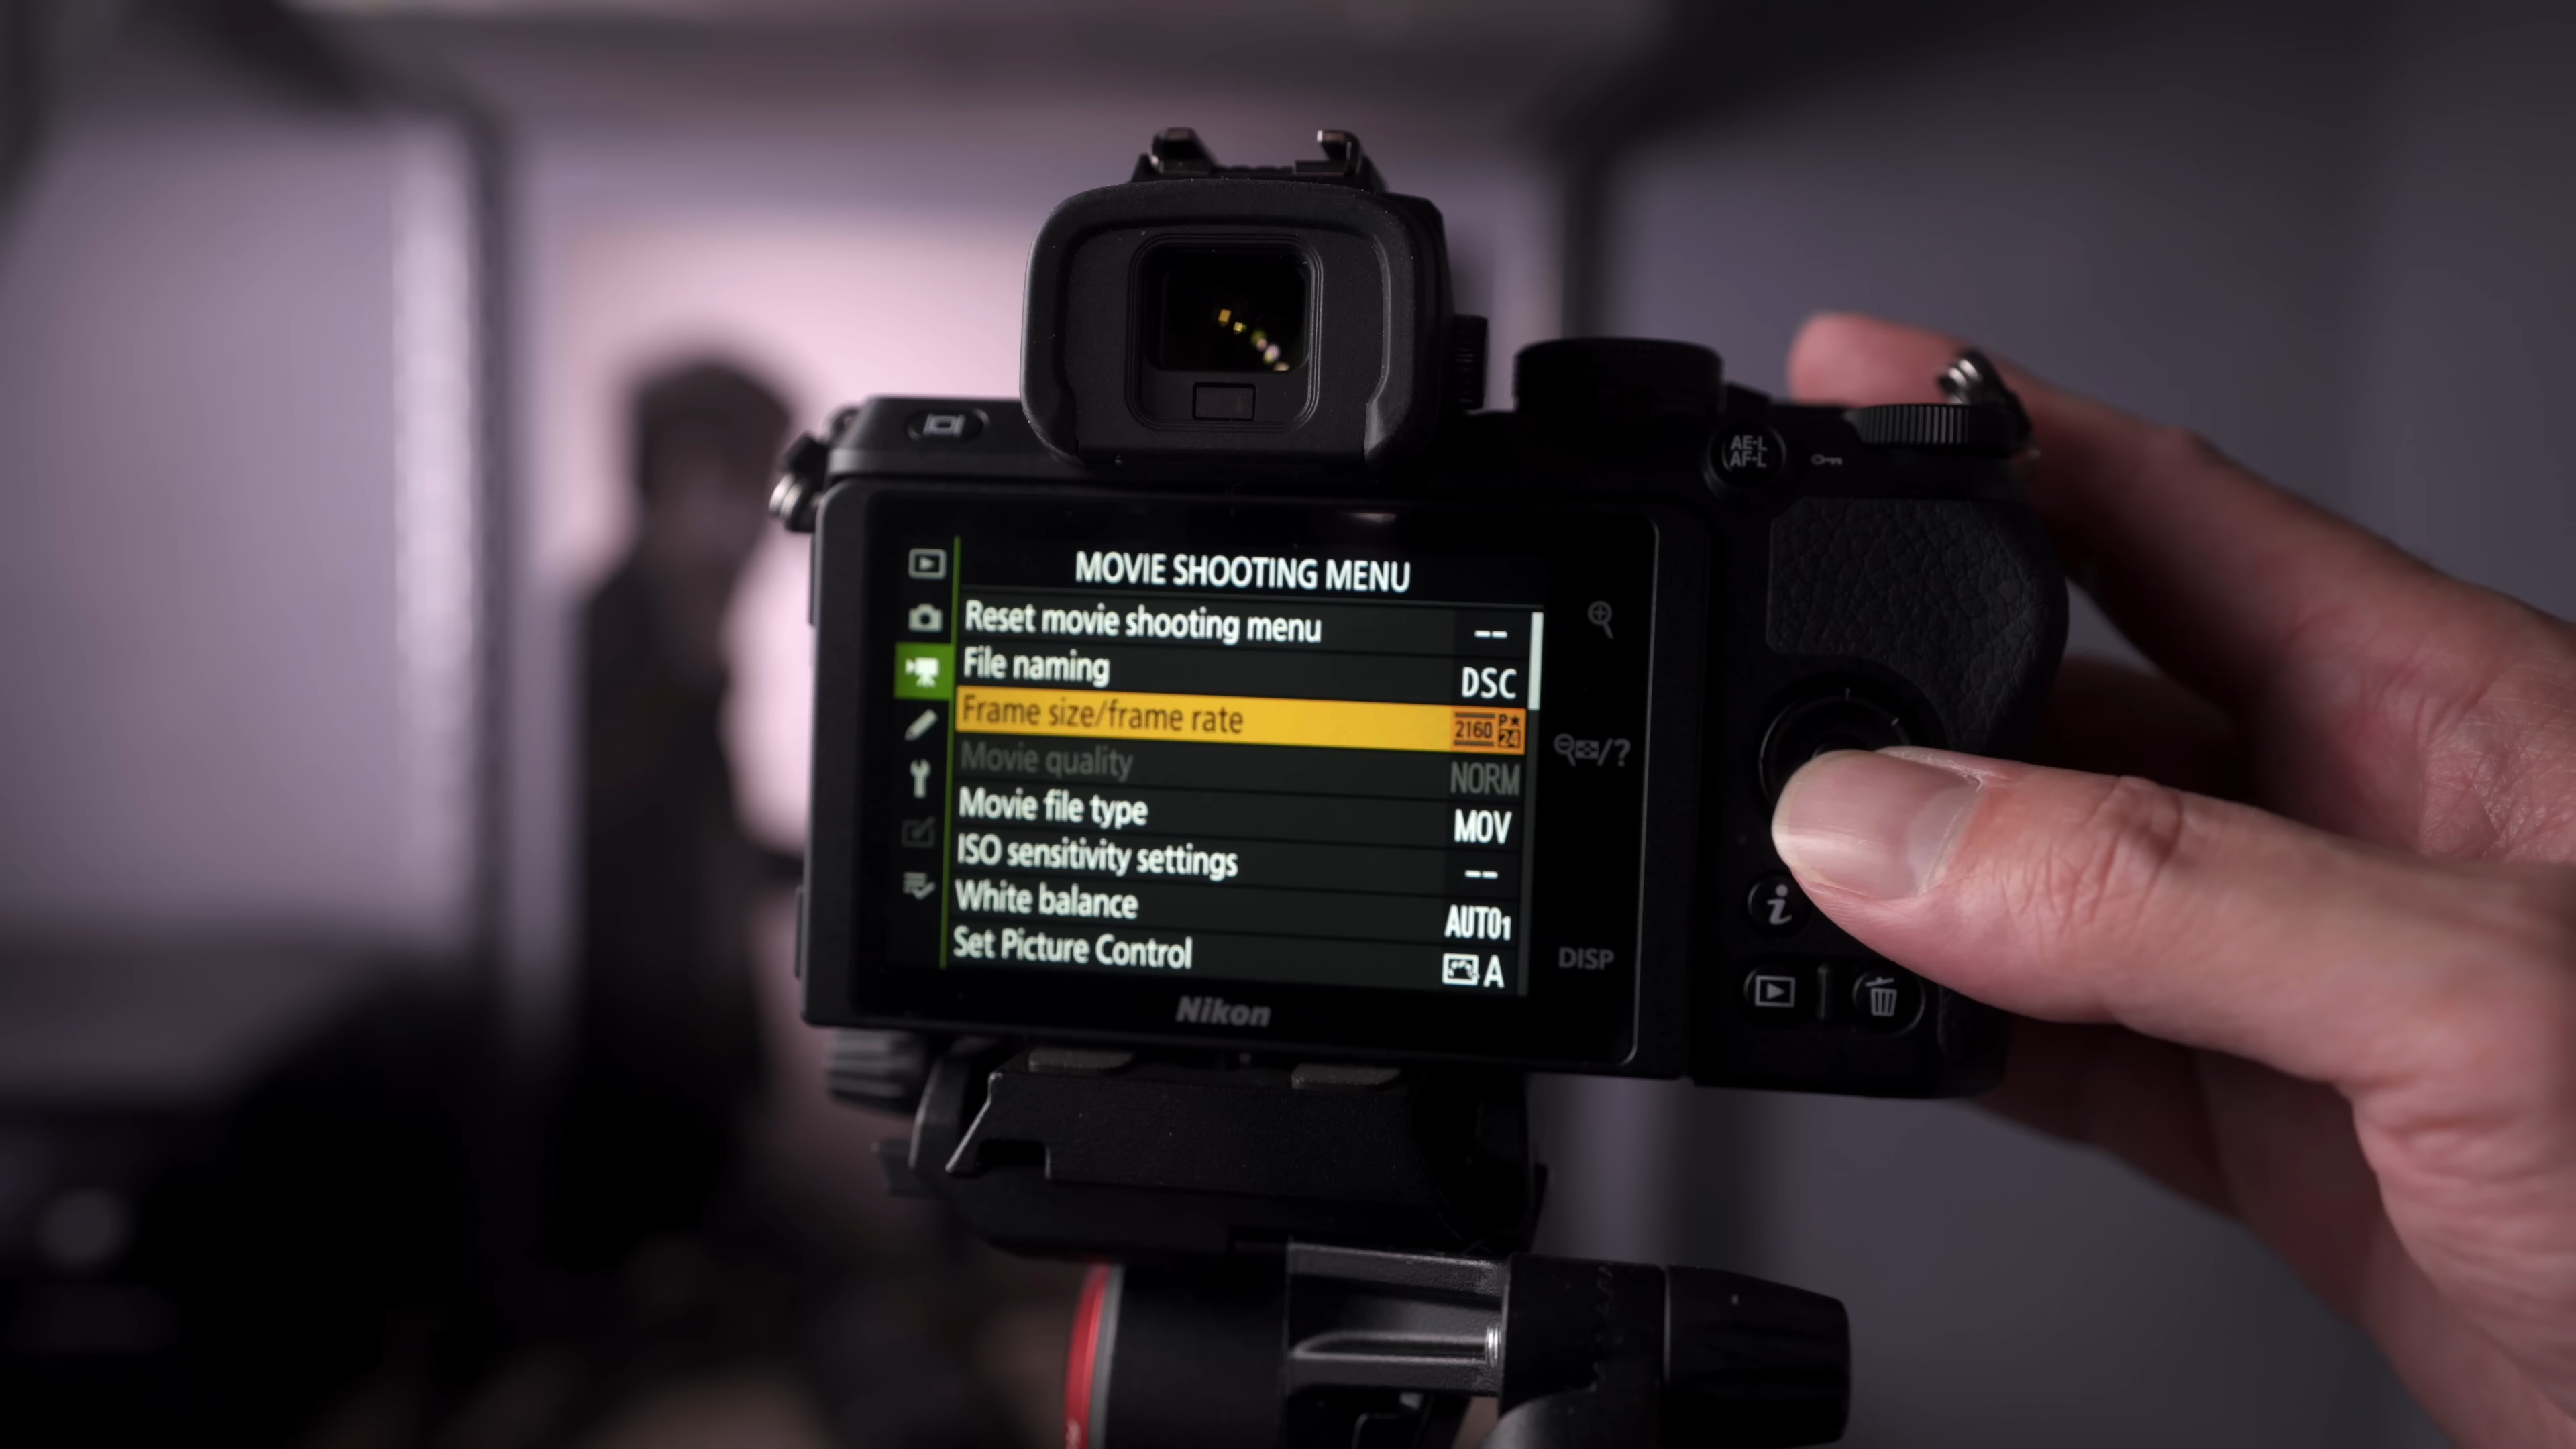 AE-L
AF-L
MOVIE SHOOTING MENU
Reset movie shooting menu --
File naming DSC
Frame size/frame rate 2160 P★ 24
Movie quality NORM
Movie file type MOV
ISO sensitivity settings --
White balance AUTO1
Set Picture Control A
/?
i
DISP
Nikon